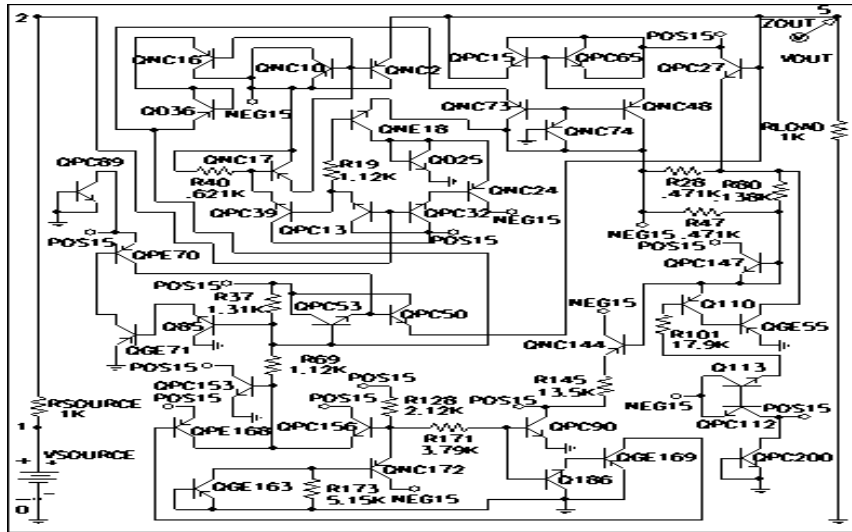 2
5
ZOUT
VOUT
POS15
QNC16
QNC10
QNC2
QPC15
QPC65
QPC27
QD36
NEG15
QNC73
QNC48
QNE18
QNC74
RLOAD
1K
QNC17
R19
1.12K
QD25
QPC89
R40
.621K
QNC24
R28
.471K
R80
.138K
QPC39
QPC13
QPC32
NEG15
R47
.471K
POS15
POS15
NEG15
POS15
QPE70
QPC147
POS15
R37
1.31K
QPC53
QPC50
NEG15
Q110
Q85
QGE71
QNC144
R101
17.9K
QGE55
R69
1.12K
POS15
QPC153
POS15
R145
13.5K
Q113
RSOURCE
1K
POS15
POS15
R128
2.12K
POS15
NEG15
POS15
1
QPE168
QPC156
QPC90
QPC112
R171
3.79K
VSOURCE
QNC172
QGE169
QPC200
QGE163
R173
5.15K
NEG15
Q186
0